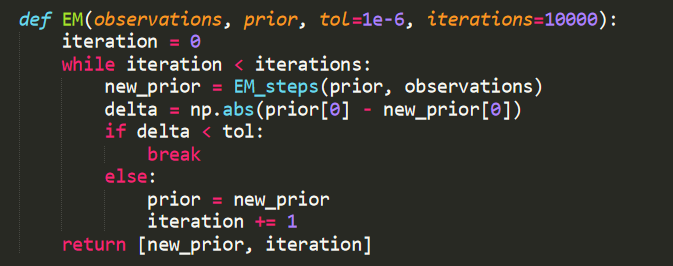 def EM(observations, prior, tol=1e-6, iterations=10000):
    iteration = 0
    while iteration < iterations:
        new_prior = EM_steps(prior, observations)
        delta = np.abs(prior[0] - new_prior[0])
        if delta < tol:
            break
        else:
            prior = new_prior
            iteration += 1
    return [new_prior, iteration]